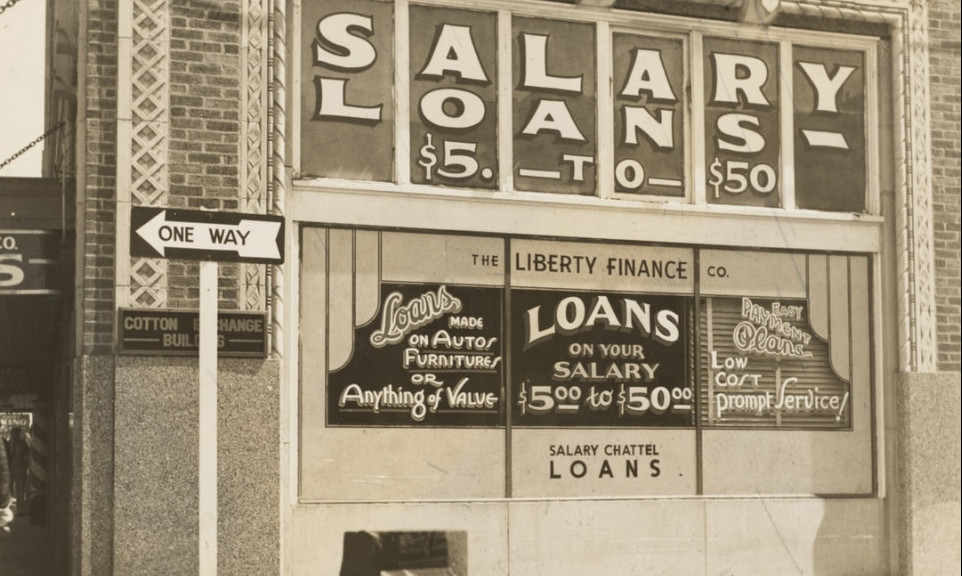 SALARY
LOANS—
$5.—TO—$50
ONE WAY
CO.
S
COTTON EXCHANGE
BUILDING
THE LIBERTY FINANCE CO.
Loans
MADE
ON AUTOS
FURNITURES
OR
Anything of VALUE
LOANS
ON YOUR
SALARY
$5.00 to $50.00
EASY
PAYMENT
Plans
LOW
COST
prompt Service!
SALARY CHATTEL
LOANS.